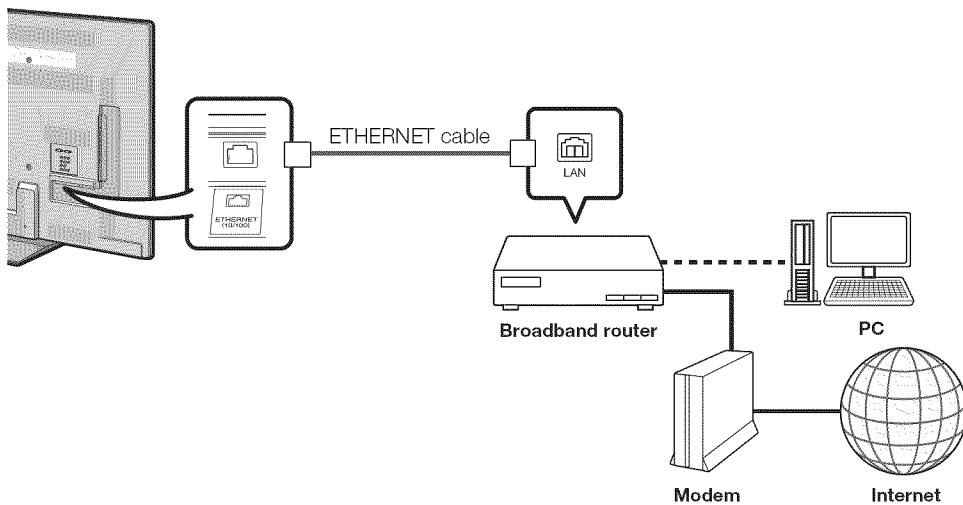 ETHERNET cable
LAN
ETHERNET
(10/100)
Broadband router
PC
Modem
Internet